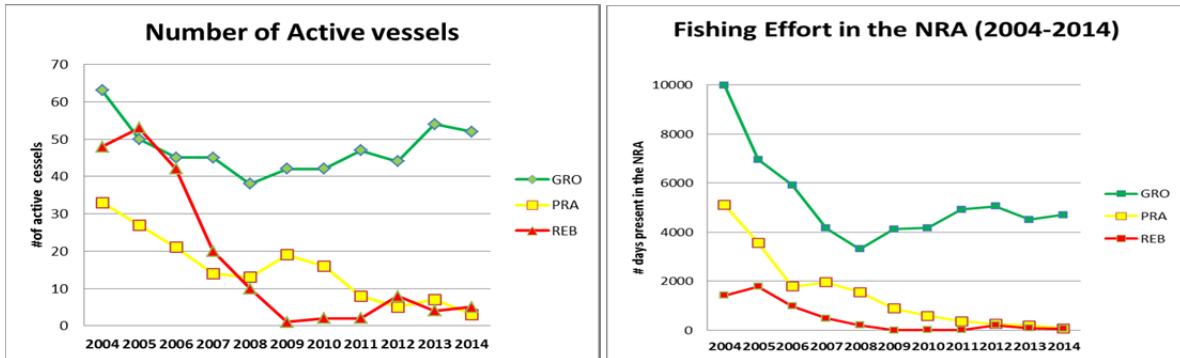 Number of Active vessels
70
60
50
40
30
20
10
0
#of active cessels
2004 2005 2006 2007 2008 2009 2010 2011 2012 2013 2014
GRO
PRA
REB
Fishing Effort in the NRA (2004-2014)
10000
8000
6000
4000
2000
0
# days present in the NRA
2004 2005 2006 2007 2008 2009 2010 2011 2012 2013 2014
GRO
PRA
REB